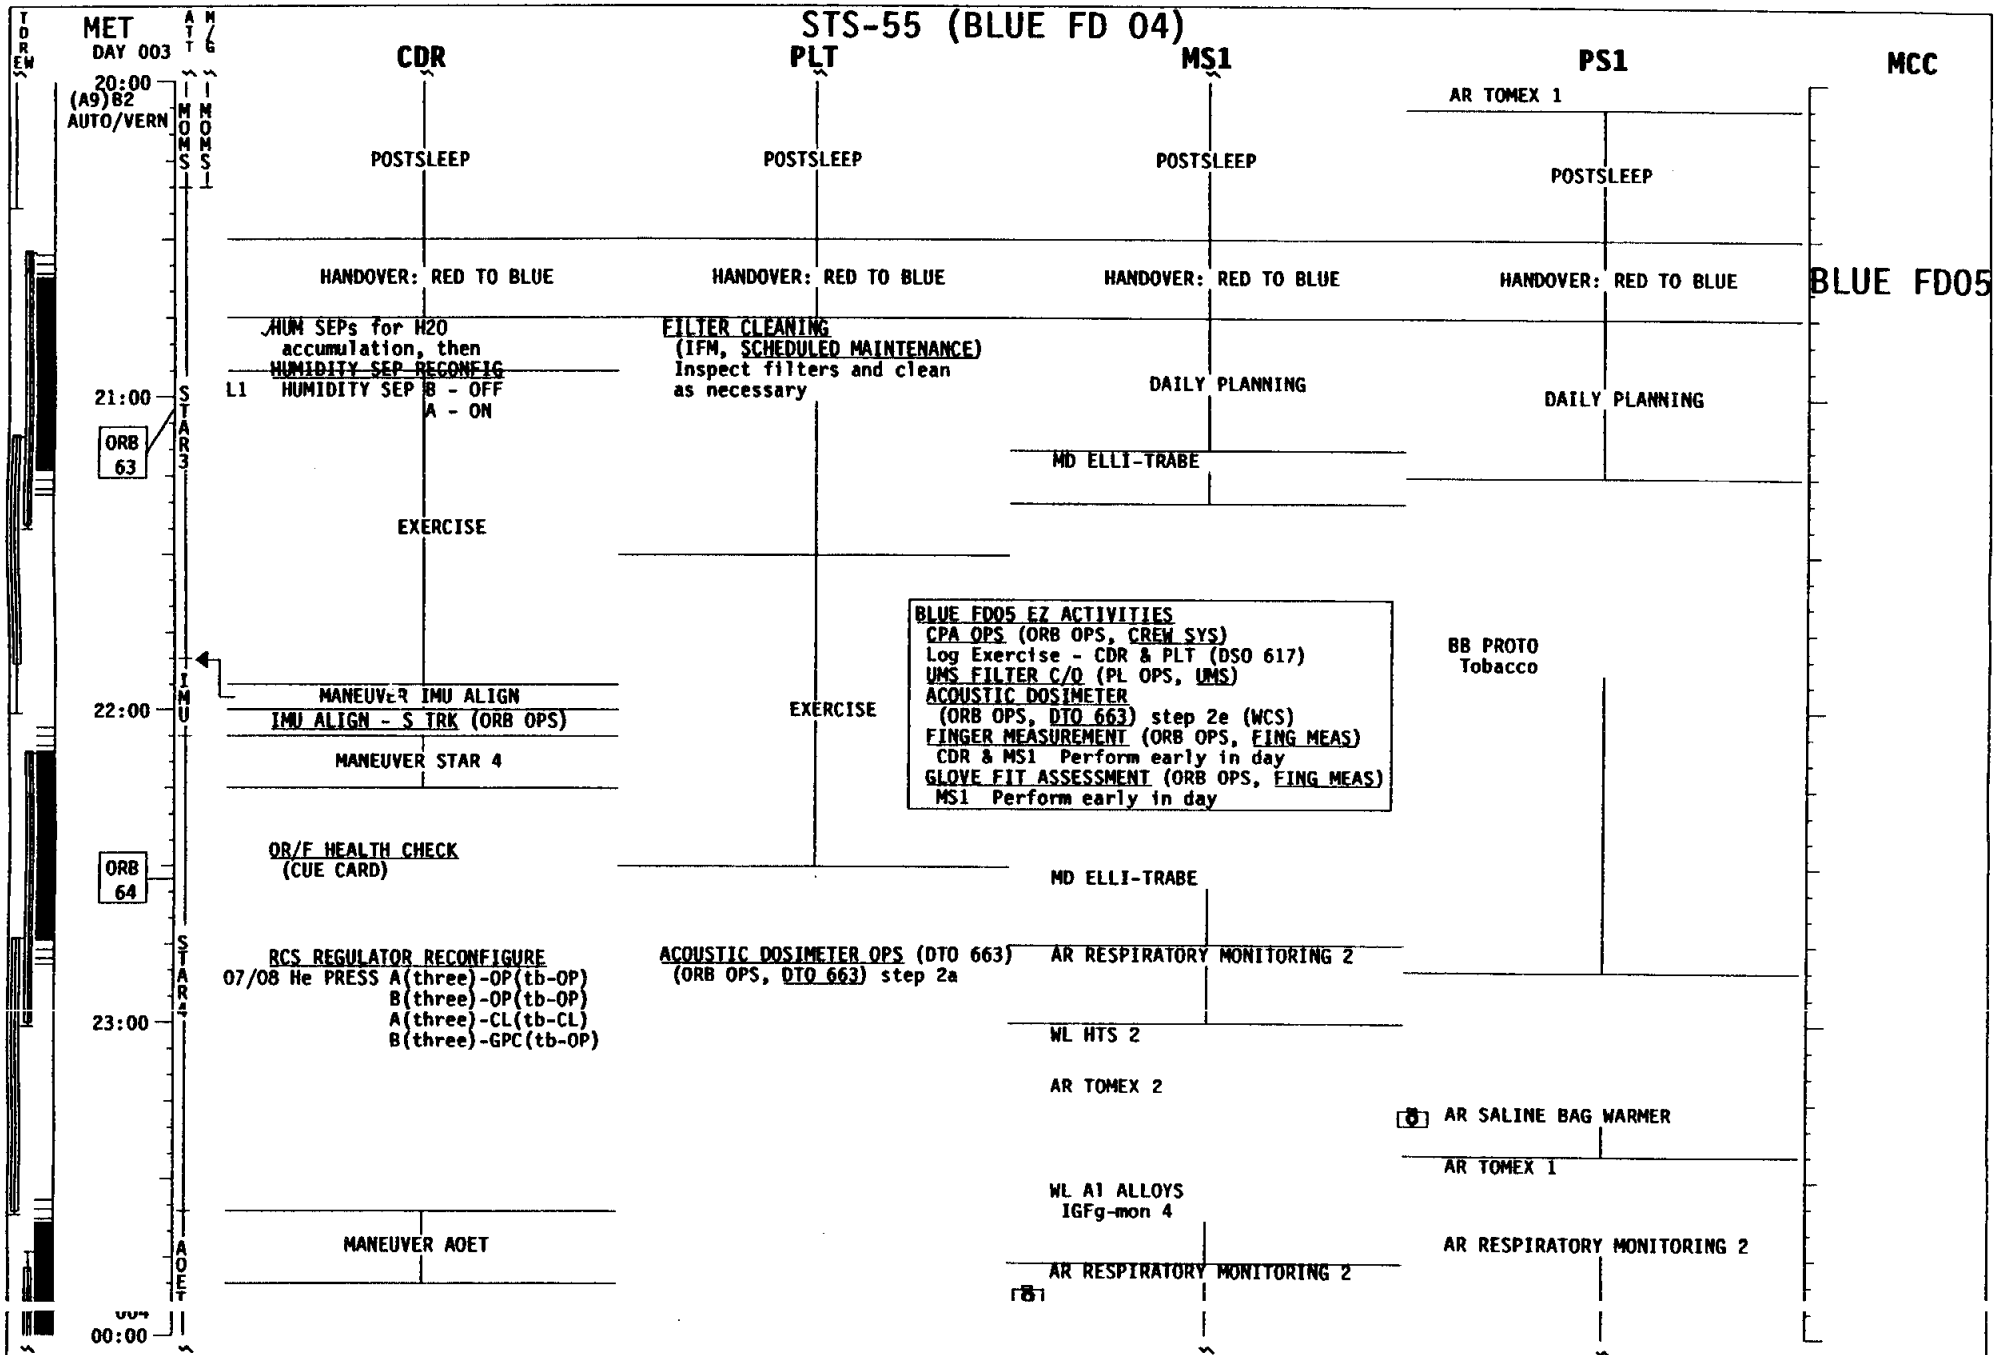 STS-55 (BLUE FD 04)
TDRE W
MET
DAY 003
ATT
M/G
CDR
PLT
MS1
PS1
MCC
20:00
(A9)B2
AUTO/VERN
MOMS
MOMS
AR TOMEX 1
POSTSLEEP
POSTSLEEP
POSTSLEEP
POSTSLEEP
HANDOVER: RED TO BLUE
HANDOVER: RED TO BLUE
HANDOVER: RED TO BLUE
HANDOVER: RED TO BLUE
BLUE FD05
✓HUM SEPs for H20
accumulation, then
HUMIDITY SEP RECONFIG
L1 HUMIDITY SEP B - OFF
A - ON
FILTER CLEANING
(IFM, SCHEDULED MAINTENANCE)
Inspect filters and clean
as necessary
DAILY PLANNING
DAILY PLANNING
21:00
STAR3
ORB
63
MD ELLI-TRABE
EXERCISE
BLUE FD05 EZ ACTIVITIES
CPA OPS (ORB OPS, CREW SYS)
Log Exercise - CDR & PLT (DSO 617)
UMS FILTER C/O (PL OPS, UMS)
ACOUSTIC DOSIMETER
(ORB OPS, DTO 663) step 2e (WCS)
FINGER MEASUREMENT (ORB OPS, FING MEAS)
CDR & MS1 Perform early in day
GLOVE FIT ASSESSMENT (ORB OPS, FING MEAS)
MS1 Perform early in day
BB PROTO
Tobacco
IMU
MANEUVER IMU ALIGN
22:00
IMU ALIGN - S TRK (ORB OPS)
EXERCISE
MANEUVER STAR 4
OR/F HEALTH CHECK
(CUE CARD)
ORB
64
MD ELLI-TRABE
RCS REGULATOR RECONFIGURE
07/08 He PRESS A(three)-OP(tb-OP)
B(three)-OP(tb-OP)
A(three)-CL(tb-CL)
B(three)-GPC(tb-OP)
ACOUSTIC DOSIMETER OPS (DTO 663)
(ORB OPS, DTO 663) step 2a
AR RESPIRATORY MONITORING 2
STAR
23:00
WL HTS 2
AR TOMEX 2
AR SALINE BAG WARMER
AR TOMEX 1
WL Al ALLOYS
IGFg-mon 4
MANEUVER AOET
AOET
AR RESPIRATORY MONITORING 2
AR RESPIRATORY MONITORING 2
00:00